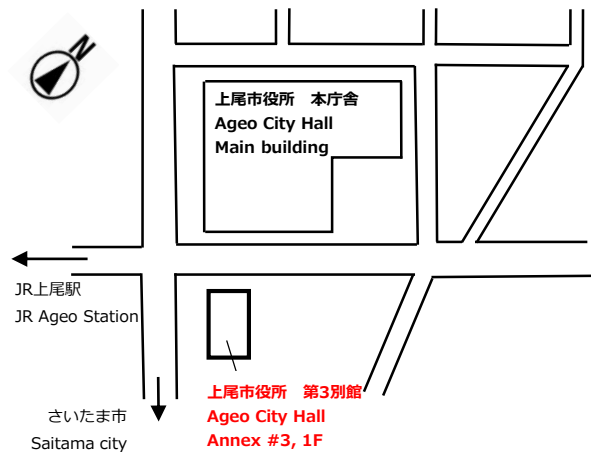 N
上尾市役所　本庁舎
Ageo City Hall
Main building
JR上尾駅
JR Ageo Station
上尾市役所　第3別館
Ageo City Hall
Annex #3, 1F
さいたま市
Saitama city